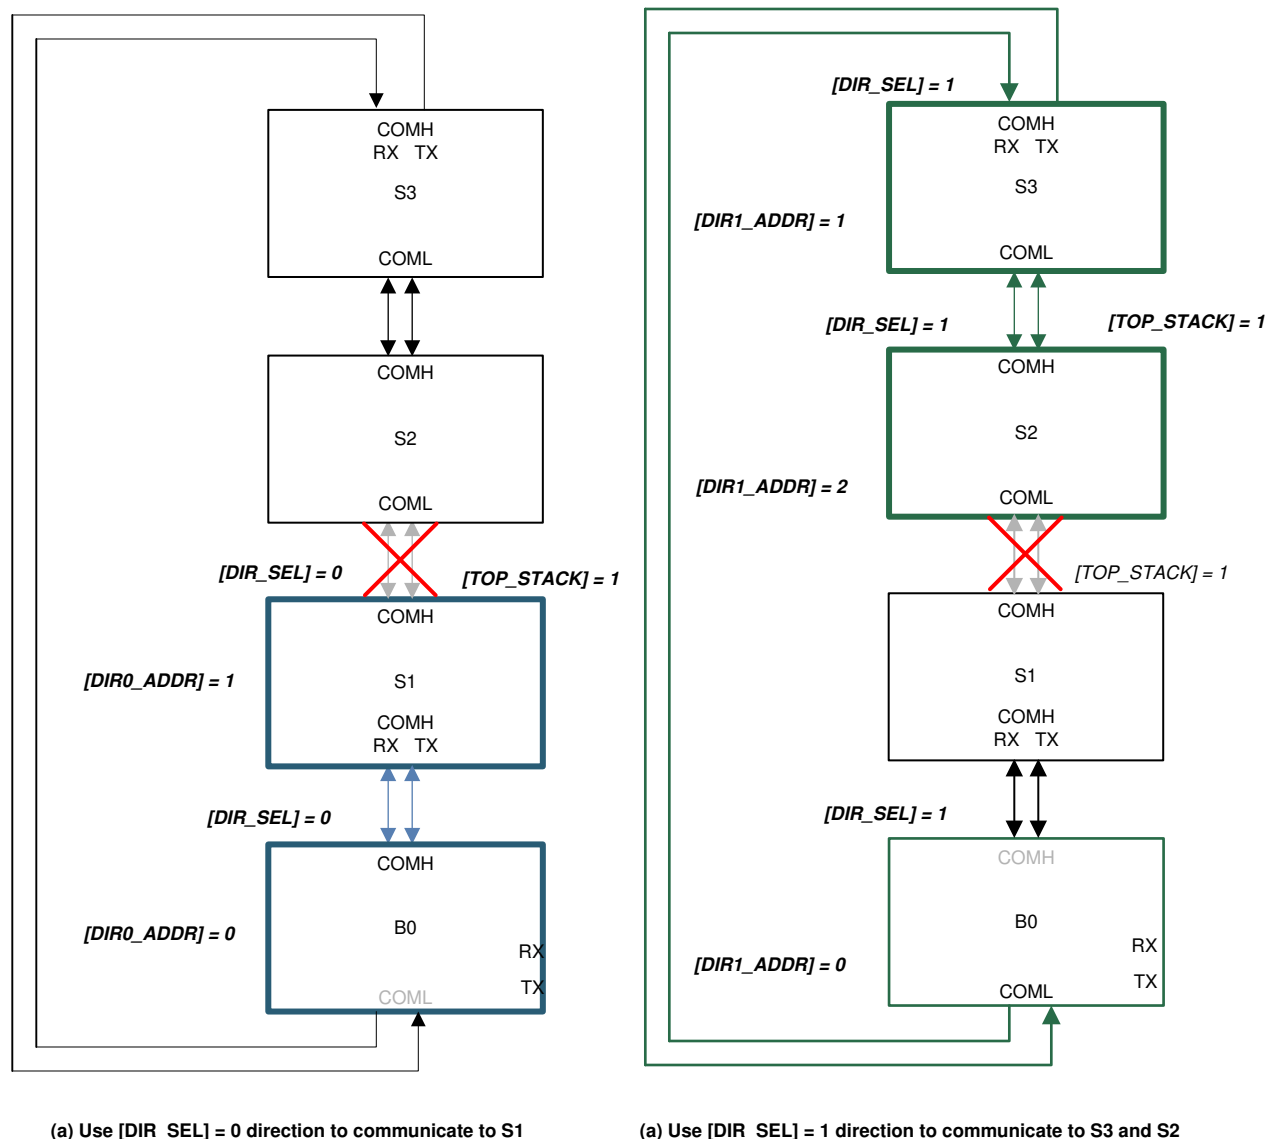 COMH
RX TX
S3
COML
COMH
S2
COML
[DIR_SEL] = 0
[TOP_STACK] = 1
COMH
[DIR0_ADDR] = 1
S1
COMH
RX TX
[DIR_SEL] = 0
COMH
[DIR0_ADDR] = 0
B0
RX
TX
COML
(a) Use [DIR_SEL] = 0 direction to communicate to S1
[DIR_SEL] = 1
COMH
RX TX
S3
[DIR1_ADDR] = 1
COML
[DIR_SEL] = 1
[TOP_STACK] = 1
COMH
S2
[DIR1_ADDR] = 2
COML
[TOP_STACK] = 1
COMH
S1
COMH
RX TX
[DIR_SEL] = 1
COMH
B0
RX
[DIR1_ADDR] = 0
TX
COML
(a) Use [DIR_SEL] = 1 direction to communicate to S3 and S2